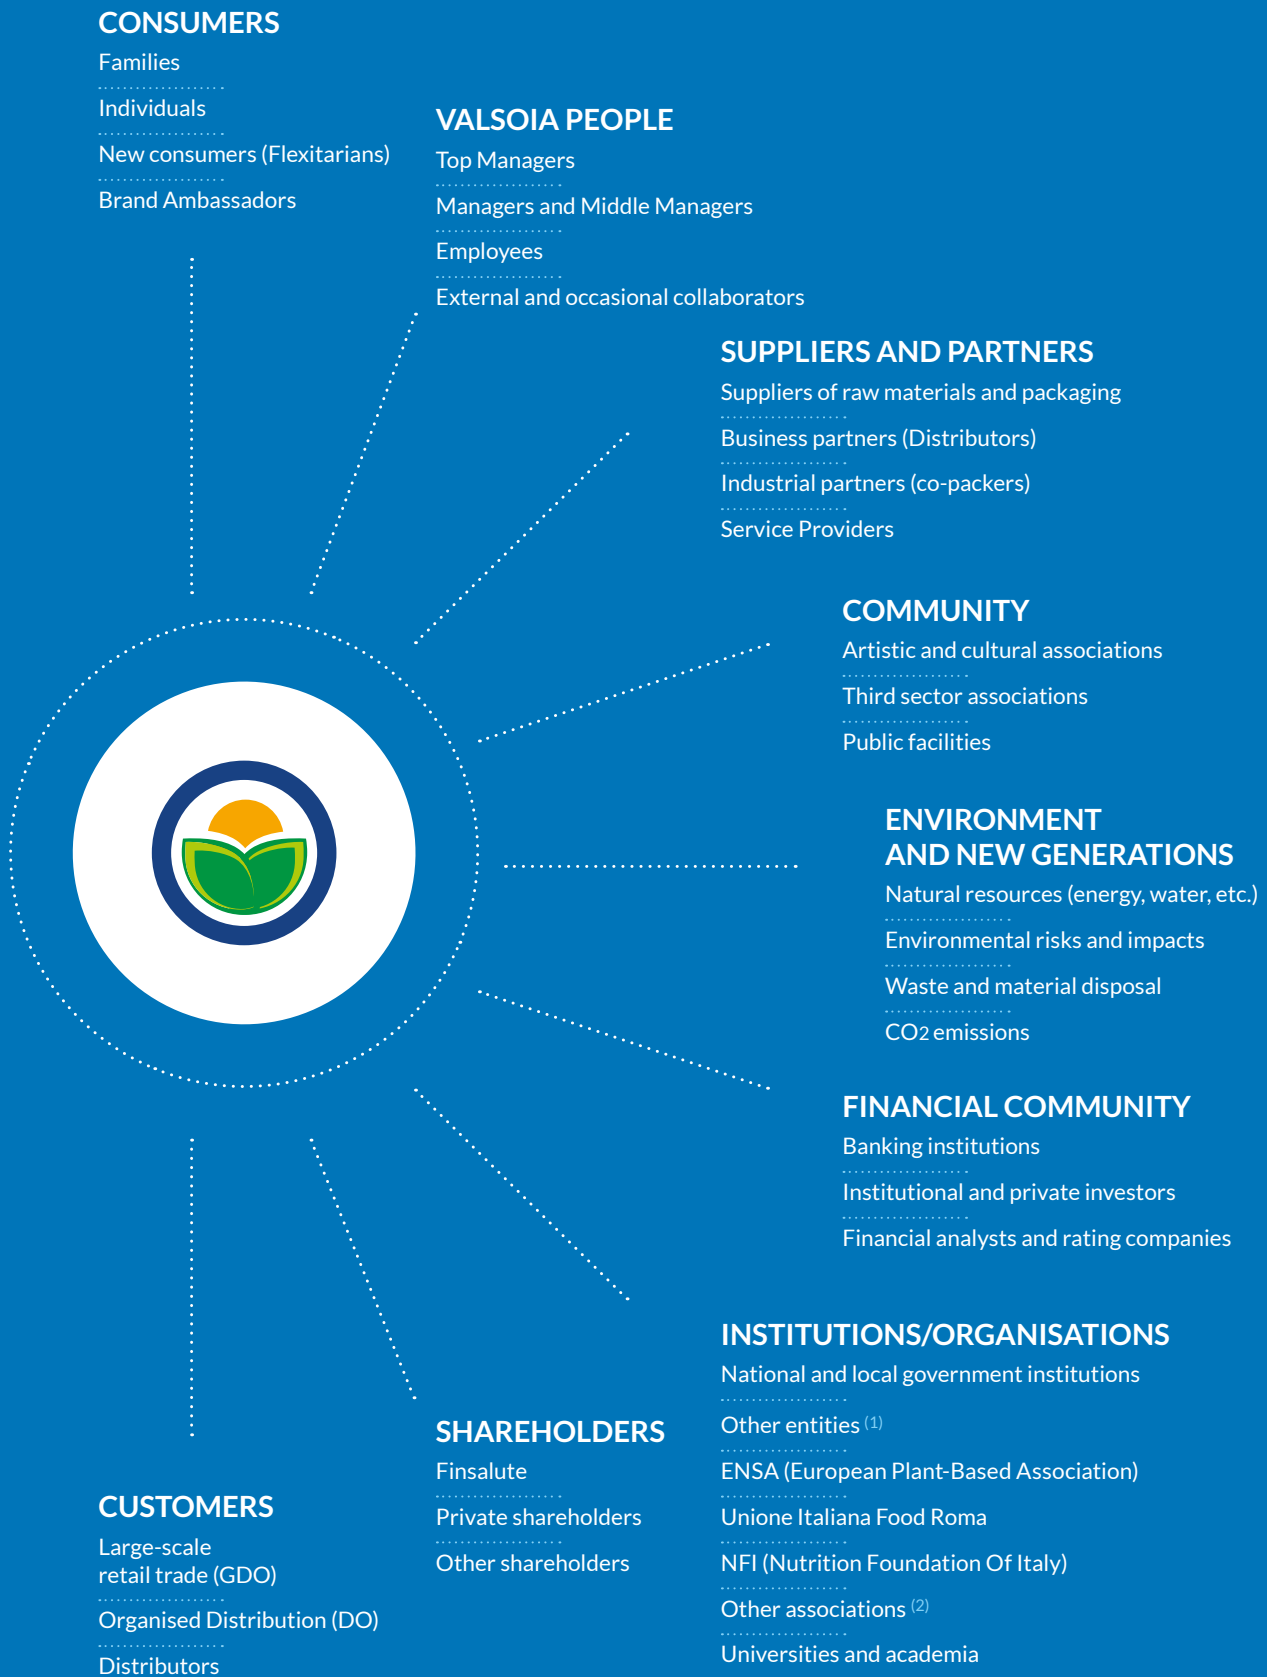 CONSUMERS
Families
Individuals
New consumers (Flexitarians)
Brand Ambassadors
VALSOIA PEOPLE
Top Managers
Managers and Middle Managers
Employees
External and occasional collaborators
SUPPLIERS AND PARTNERS
Suppliers of raw materials and packaging
Business partners (Distributors)
Industrial partners (co-packers)
Service Providers
COMMUNITY
Artistic and cultural associations
Third sector associations
Public facilities
ENVIRONMENT
AND NEW GENERATIONS
Natural resources (energy, water, etc.)
Environmental risks and impacts
Waste and material disposal
CO2 emissions
FINANCIAL COMMUNITY
Banking institutions
Institutional and private investors
Financial analysts and rating companies
INSTITUTIONS/ORGANISATIONS
National and local government institutions
Other entities (1)
ENSA (European Plant-Based Association)
Unione Italiana Food Roma
NFI (Nutrition Foundation Of Italy)
Other associations (2)
Universities and academia
SHAREHOLDERS
Finsalute
Private shareholders
Other shareholders
CUSTOMERS
Large-scale
retail trade (GDO)
Organised Distribution (DO)
Distributors